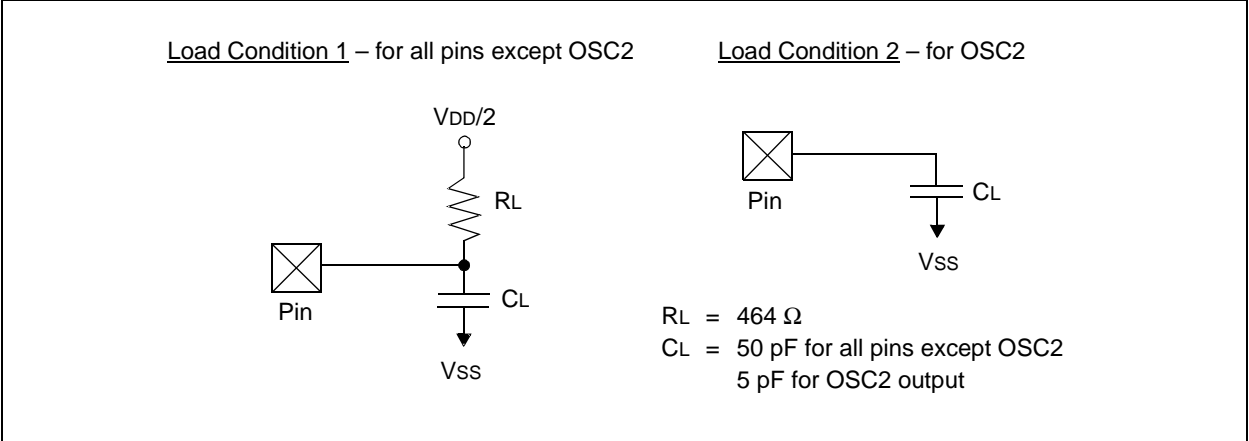 Load Condition 1 – for all pins except OSC2
Load Condition 2 – for OSC2
VDD/2
RL
Pin
CL
VSS
Pin
CL
VSS
RL = 464 Ω
CL = 50 pF for all pins except OSC2
5 pF for OSC2 output